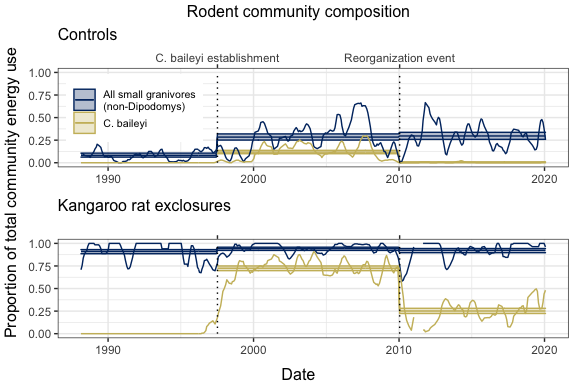 Rodent community composition
Controls
C. baileyi establishment
Reorganization event
1.00
0.75
0.50
0.25
0.00
All small granivores
(non-Dipodomys)
C. baileyi
1990
2000
2010
2020
Kangaroo rat exclosures
1.00
0.75
0.50
0.25
0.00
1990
2000
2010
2020
Proportion of total community energy use
Date